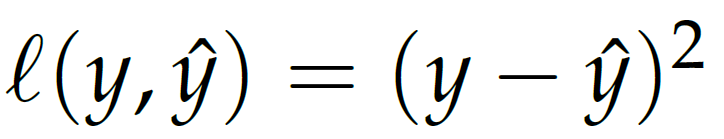 ℓ(y, ŷ) = (y − ŷ)²